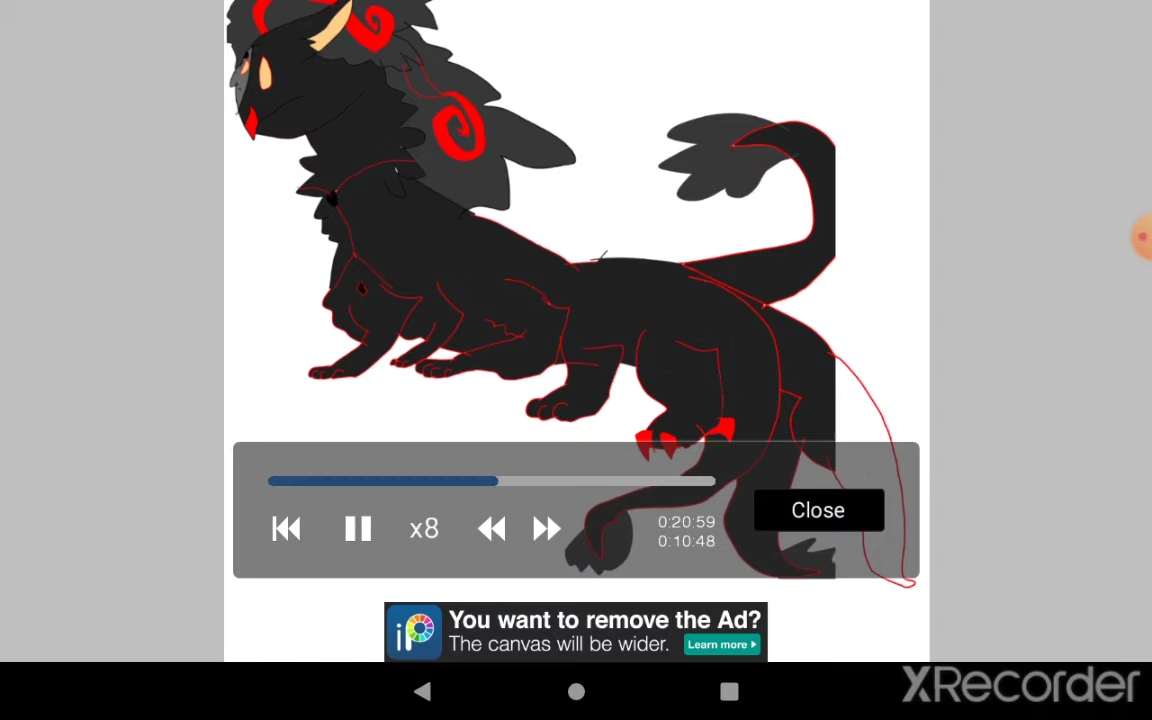 x8
0:20:59
0:10:48
Close
iP
You want to remove the Ad?
The canvas will be wider.
Learn more
XRecorder